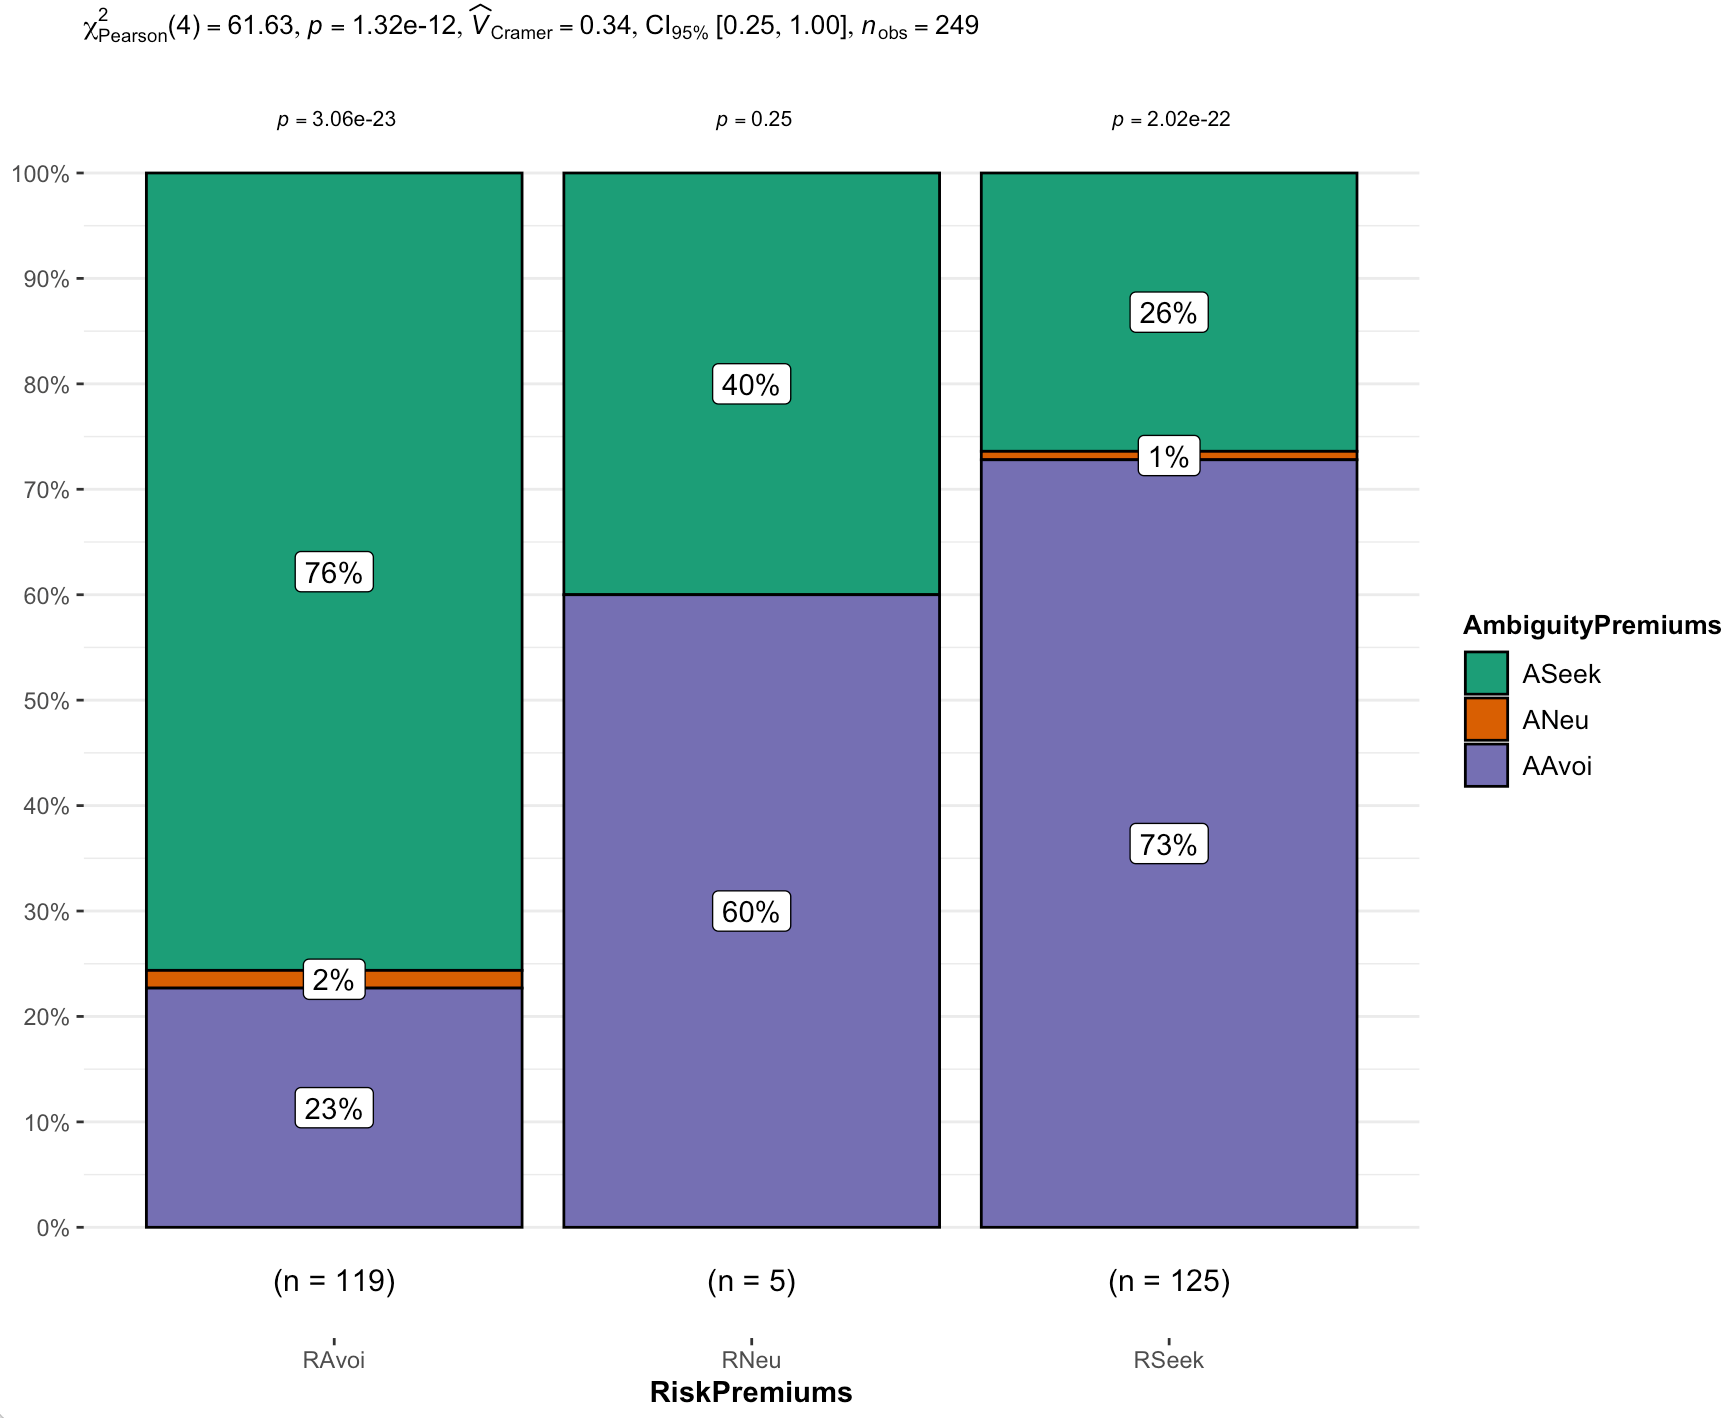 χ²Pearson(4) = 61.63, p = 1.32e-12, V̂Cramer = 0.34, CI95% [0.25, 1.00], nobs = 249
p = 3.06e-23 p = 0.25 p = 2.02e-22
100%
90%
80%
70%
60%
50%
40%
30%
20%
10%
0%
76%
2%
23%
40%
60%
26%
1%
73%
(n = 119) (n = 5) (n = 125)
RAvoi RNeu RSeek
RiskPremiums
AmbiguityPremiums
ASeek
ANeu
AAvoi